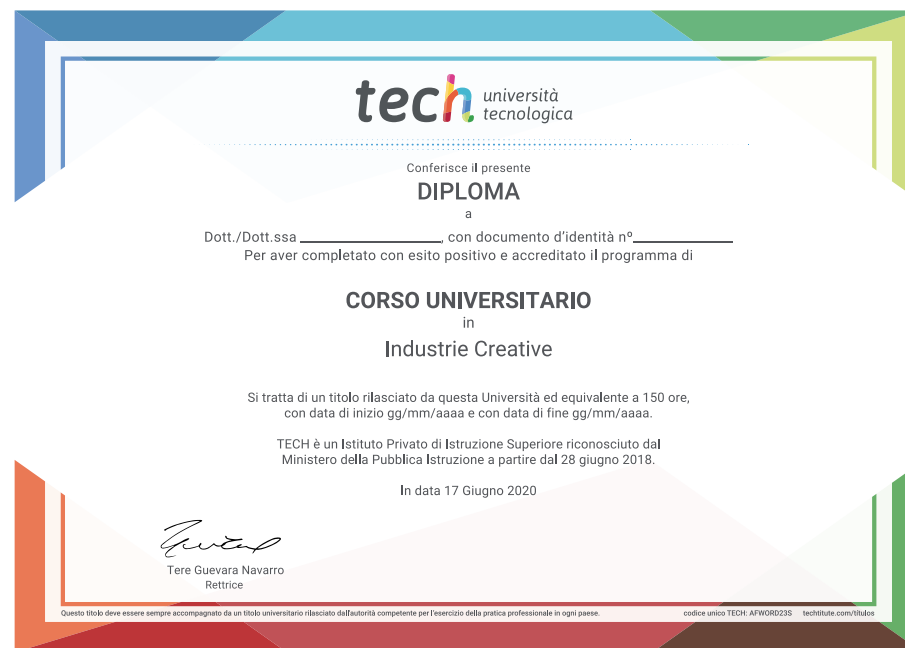 tech università
tecnologica
Conferisce il presente
DIPLOMA
a
Dott./Dott.ssa ________________, con documento d'identità nº____________
Per aver completato con esito positivo e accreditato il programma di
CORSO UNIVERSITARIO
in
Industrie Creative
Si tratta di un titolo rilasciato da questa Università ed equivalente a 150 ore,
con data di inizio gg/mm/aaaa e con data di fine gg/mm/aaaa.
TECH è un Istituto Privato di Istruzione Superiore riconosciuto dal
Ministero della Pubblica Istruzione a partire dal 28 giugno 2018.
In data 17 Giugno 2020
Tere Guevara Navarro
Rettrice
Questo titolo deve essere sempre accompagnato da un titolo universitario rilasciato dall'autorità competente per l'esercizio della pratica professionale in ogni paese. codice unico TECH: AFWORD23S techtitute.com/titulos